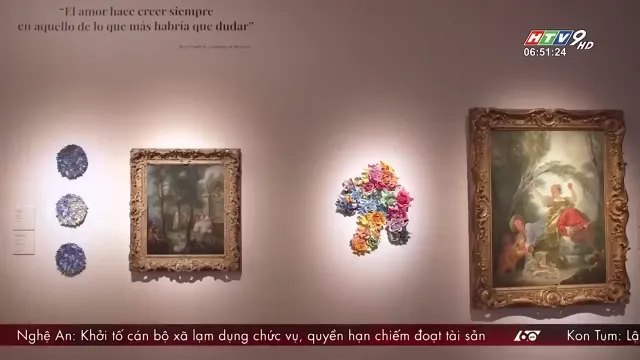 “El amor hace creer siempre
en aquello de lo que más habría que dudar”
HTV9 HD
06:51:24
Nghệ An: Khởi tố cán bộ xã lạm dụng chức vụ, quyền hạn chiếm đoạt tài sản
Kon Tum: Lậ